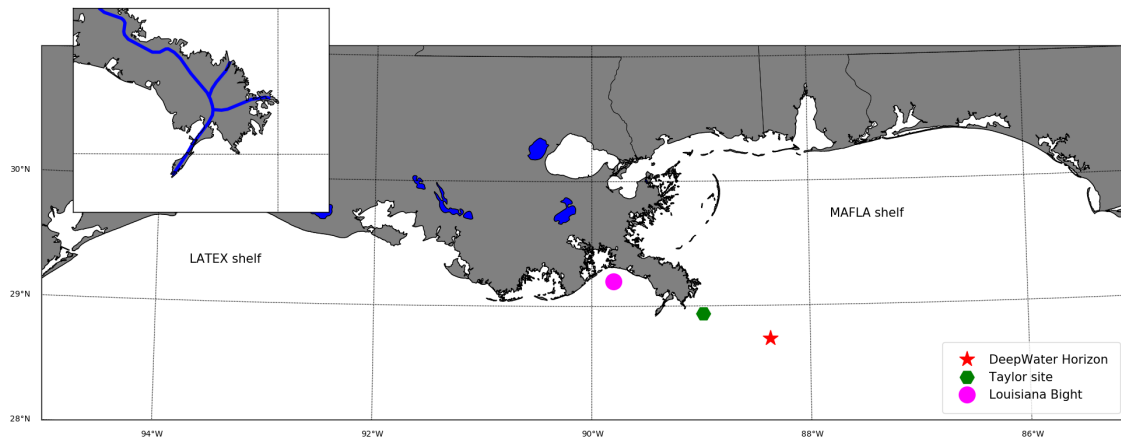 30°N
MAFLA shelf
LATEX shelf
29°N
DeepWater Horizon
Taylor site
Louisiana Bight
28°N
94°W 92°W 90°W 88°W 86°W